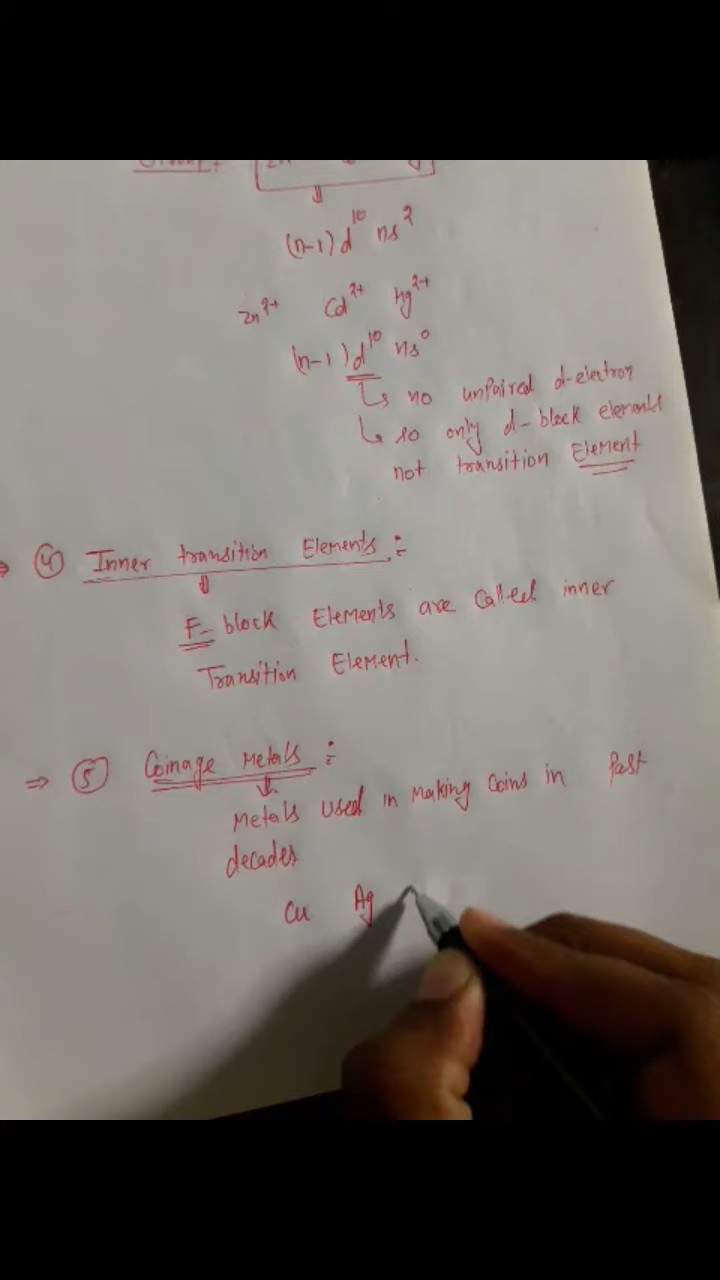 (n-1) d¹⁰ ns²
Zn²⁺ Cd²⁺ Hg²⁺
(n-1) d¹⁰ ns⁰
↳ no unpaired d-electron
↳ so only d-block elements
not transition Element
⇒ ④ Inner transition Elements :-
F- block Elements are called inner
Transition Element.
⇒ ⑤ Coinage Metals :-
Metals used in making coins in Past
decades
Cu Ag